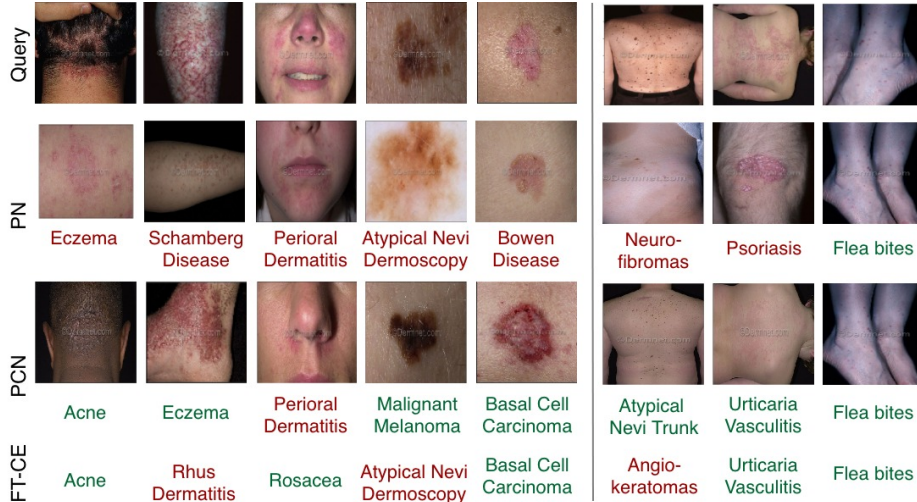 Query
PN
Eczema
Schamberg
Disease
Perioral
Dermatitis
Atypical Nevi
Dermoscopy
Bowen
Disease
Neuro-
fibromas
Psoriasis
Flea bites
PCN
Acne
Eczema
Perioral
Dermatitis
Malignant
Melanoma
Basal Cell
Carcinoma
Atypical
Nevi Trunk
Urticaria
Vasculitis
Flea bites
FT-CE
Acne
Rhus
Dermatitis
Rosacea
Atypical Nevi
Dermoscopy
Basal Cell
Carcinoma
Angio-
keratomas
Urticaria
Vasculitis
Flea bites